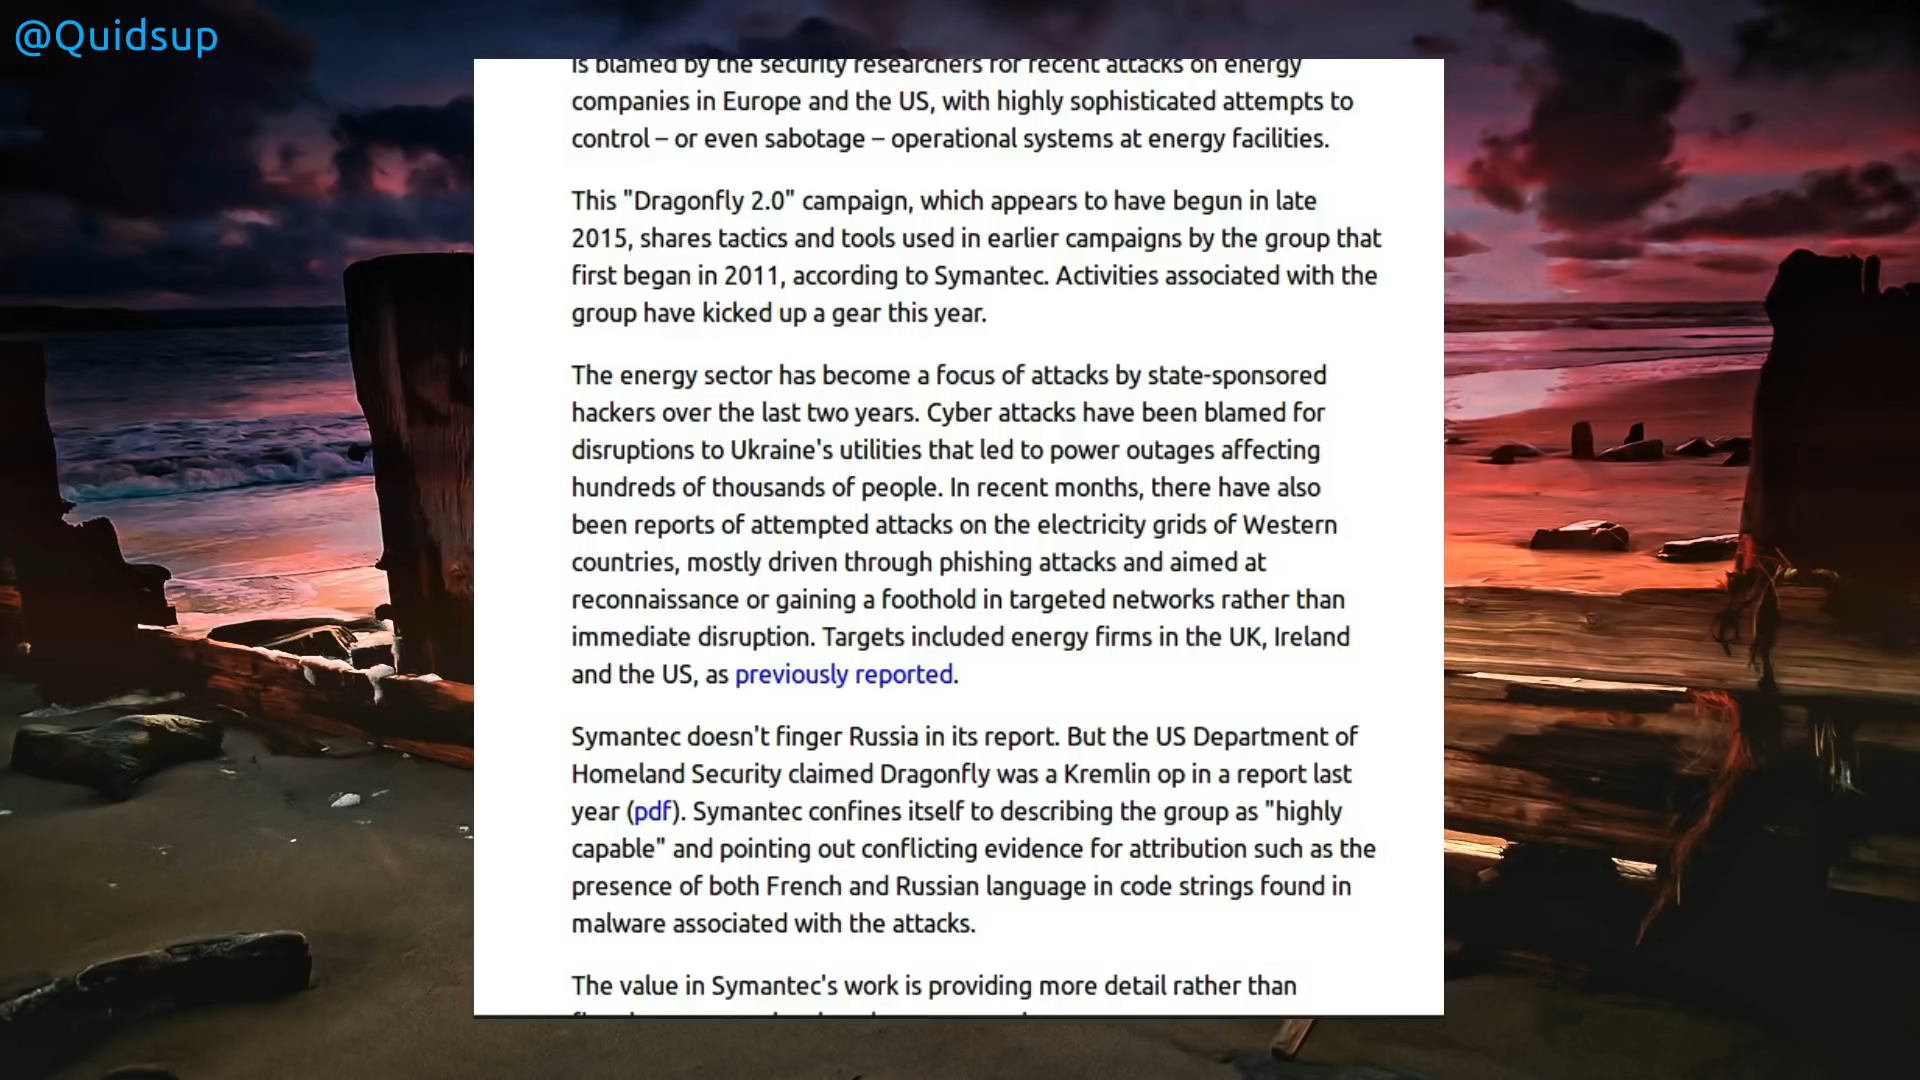 @Quidsup
is blamed by the security researchers for recent attacks on energy
companies in Europe and the US, with highly sophisticated attempts to
control – or even sabotage – operational systems at energy facilities.
This "Dragonfly 2.0" campaign, which appears to have begun in late
2015, shares tactics and tools used in earlier campaigns by the group that
first began in 2011, according to Symantec. Activities associated with the
group have kicked up a gear this year.
The energy sector has become a focus of attacks by state-sponsored
hackers over the last two years. Cyber attacks have been blamed for
disruptions to Ukraine's utilities that led to power outages affecting
hundreds of thousands of people. In recent months, there have also
been reports of attempted attacks on the electricity grids of Western
countries, mostly driven through phishing attacks and aimed at
reconnaissance or gaining a foothold in targeted networks rather than
immediate disruption. Targets included energy firms in the UK, Ireland
and the US, as previously reported.
Symantec doesn't finger Russia in its report. But the US Department of
Homeland Security claimed Dragonfly was a Kremlin op in a report last
year (pdf). Symantec confines itself to describing the group as "highly
capable" and pointing out conflicting evidence for attribution such as the
presence of both French and Russian language in code strings found in
malware associated with the attacks.
The value in Symantec's work is providing more detail rather than